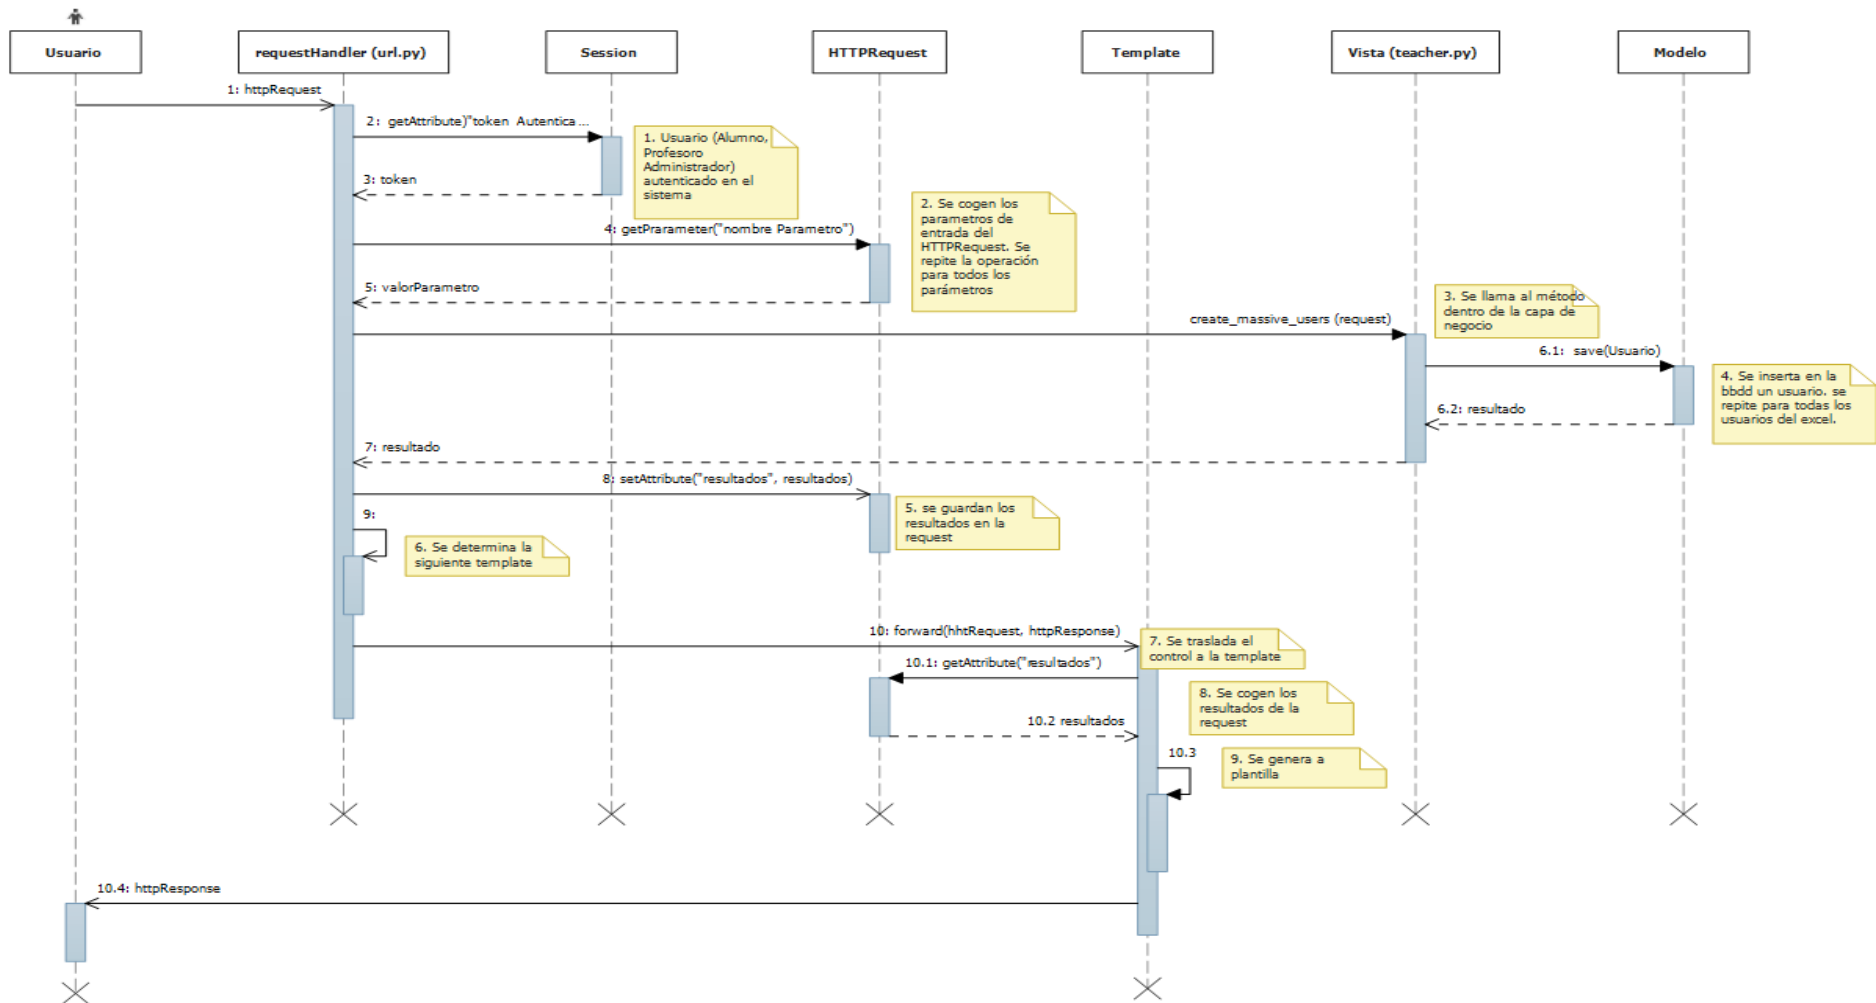 Usuario
requestHandler (url.py)
Session
HTTPRequest
Template
Vista (teacher.py)
Modelo
1: httpRequest
2: getAttribute)"token Autentica...
1. Usuario (Alumno,
Profesoro
Administrador)
autenticado en el
sistema
3: token
2. Se cogen los
parametros de
entrada del
HTTPRequest. Se
repite la operación
para todos los
parámetros
4: getPrarameter("nombre Parametro")
5: valorParametro
3. Se llama al método
dentro de la capa de
negocio
create_massive_users (request)
6.1: save(Usuario)
4. Se inserta en la
bbdd un usuario. se
repite para todas los
usuarios del excel.
6.2: resultado
7: resultado
8: setAttribute("resultados", resultados)
5. se guardan los
resultados en la
request
9:
6. Se determina la
siguiente template
10: forward(hhtRequest, httpResponse)
7. Se traslada el
control a la template
10.1: getAttribute("resultados")
8. Se cogen los
resultados de la
request
10.2 resultados
10.3
9. Se genera a
plantilla
10.4: httpResponse